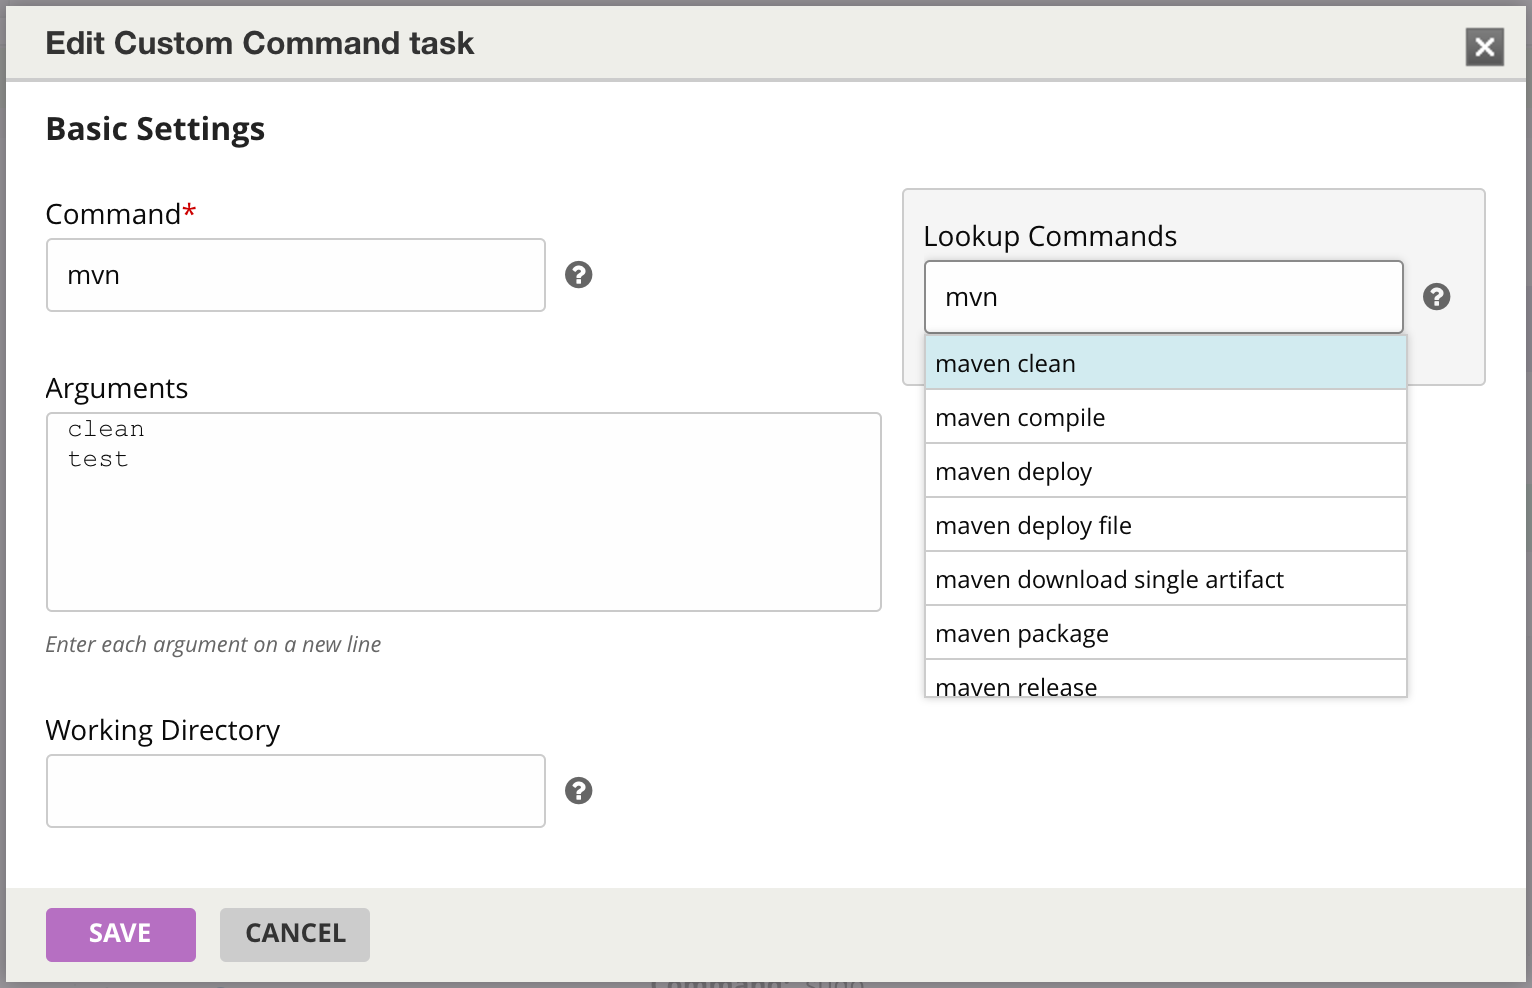 Edit Custom Command task
Basic Settings
Command*
mvn
Arguments
clean
test
Enter each argument on a new line
Working Directory
Lookup Commands
mvn
maven clean
maven compile
maven deploy
maven deploy file
maven download single artifact
maven package
maven release
SAVE
CANCEL
Command: sudo